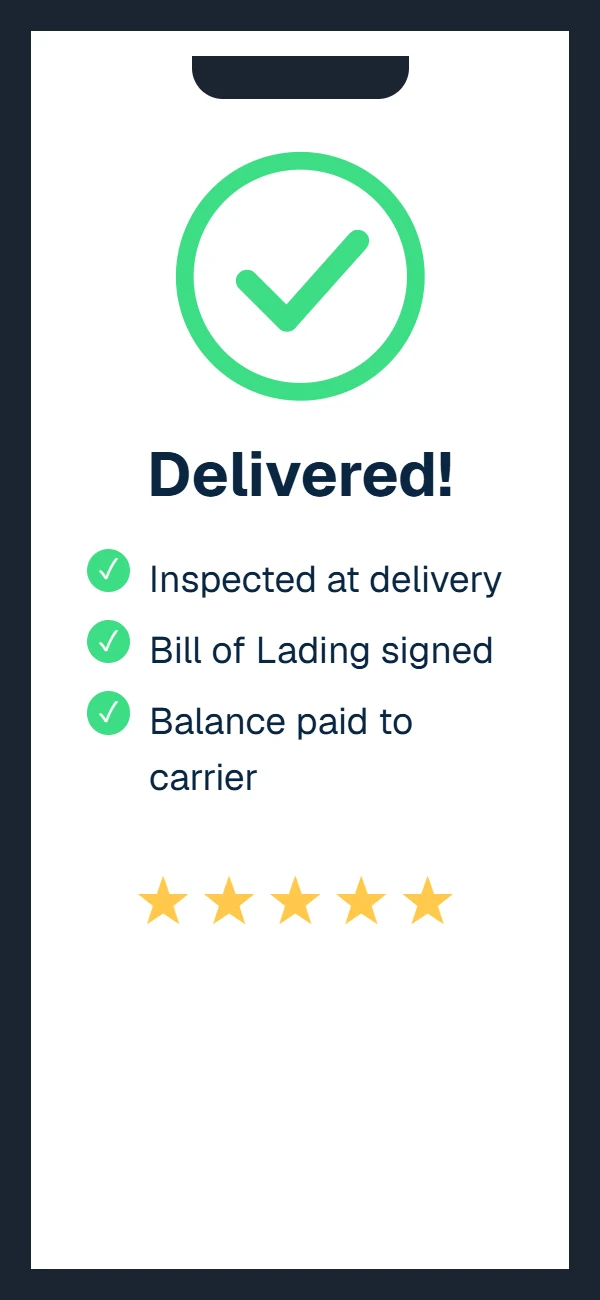 Delivered!
Inspected at delivery
Bill of Lading signed
Balance paid to
carrier